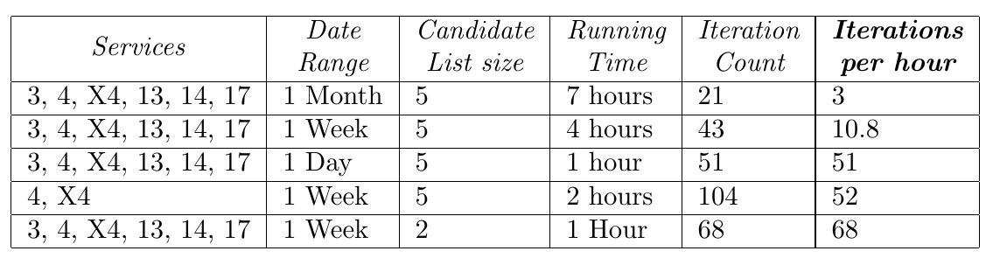 Services Date Range Candidate List size Running Time Iteration Count Iterations per hour
3, 4, X4, 13, 14, 17 1 Month 5 7 hours 21 3
3, 4, X4, 13, 14, 17 1 Week 5 4 hours 43 10.8
3, 4, X4, 13, 14, 17 1 Day 5 1 hour 51 51
4, X4 1 Week 5 2 hours 104 52
3, 4, X4, 13, 14, 17 1 Week 2 1 Hour 68 68